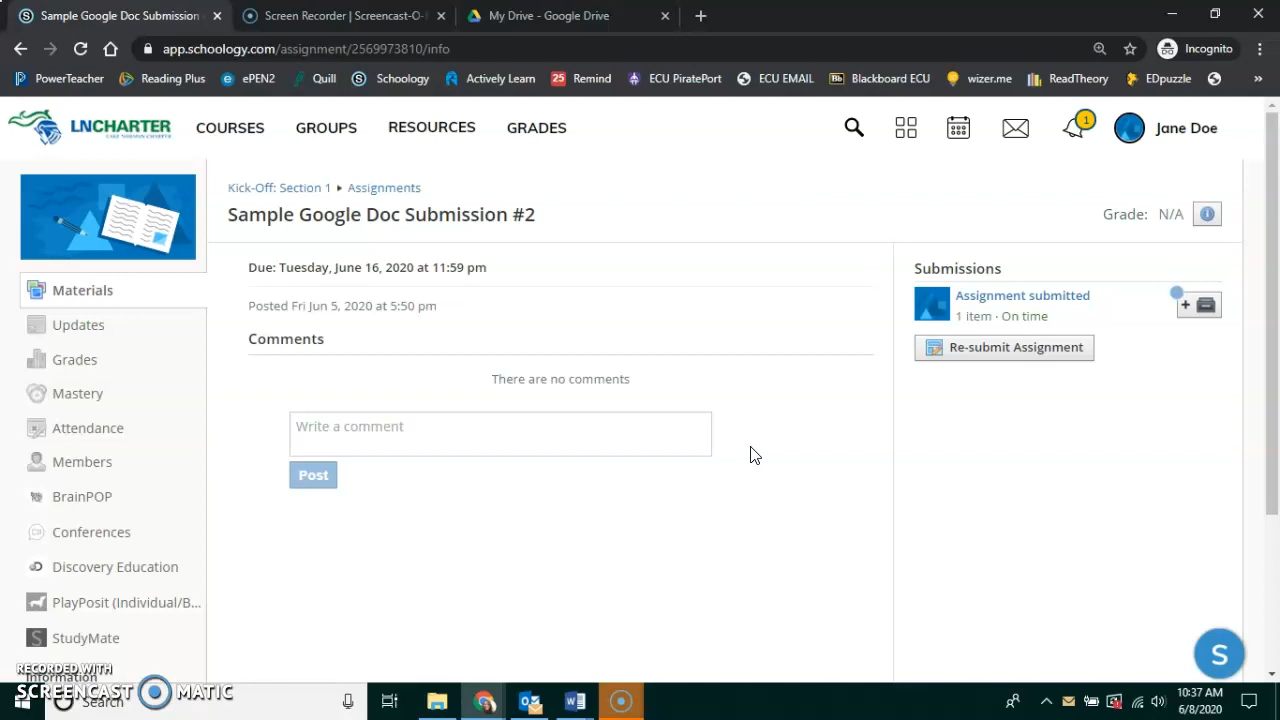 Sample Google Doc Submission
Screen Recorder | Screencast-O-
My Drive - Google Drive
app.schoology.com/assignment/2569973810/info
Incognito
PowerTeacher
Reading Plus
ePEN2
Quill
Schoology
Actively Learn
25 Remind
ECU PiratePort
ECU EMAIL
Bb Blackboard ECU
wizer.me
ReadTheory
EDpuzzle
LNCHARTER
COURSES
GROUPS
RESOURCES
GRADES
1
Jane Doe
Kick-Off: Section 1 ▸ Assignments
Sample Google Doc Submission #2
Grade: N/A
Due: Tuesday, June 16, 2020 at 11:59 pm
Posted Fri Jun 5, 2020 at 5:50 pm
Comments
There are no comments
Write a comment
Post
Submissions
Assignment submitted
1 item · On time
Re-submit Assignment
Materials
Updates
Grades
Mastery
Attendance
Members
BrainPOP
Conferences
Discovery Education
PlayPosit (Individual/B...
StudyMate
Information
S
RECORDED WITH
SCREENCAST MATIC
Search
10:37 AM
6/8/2020